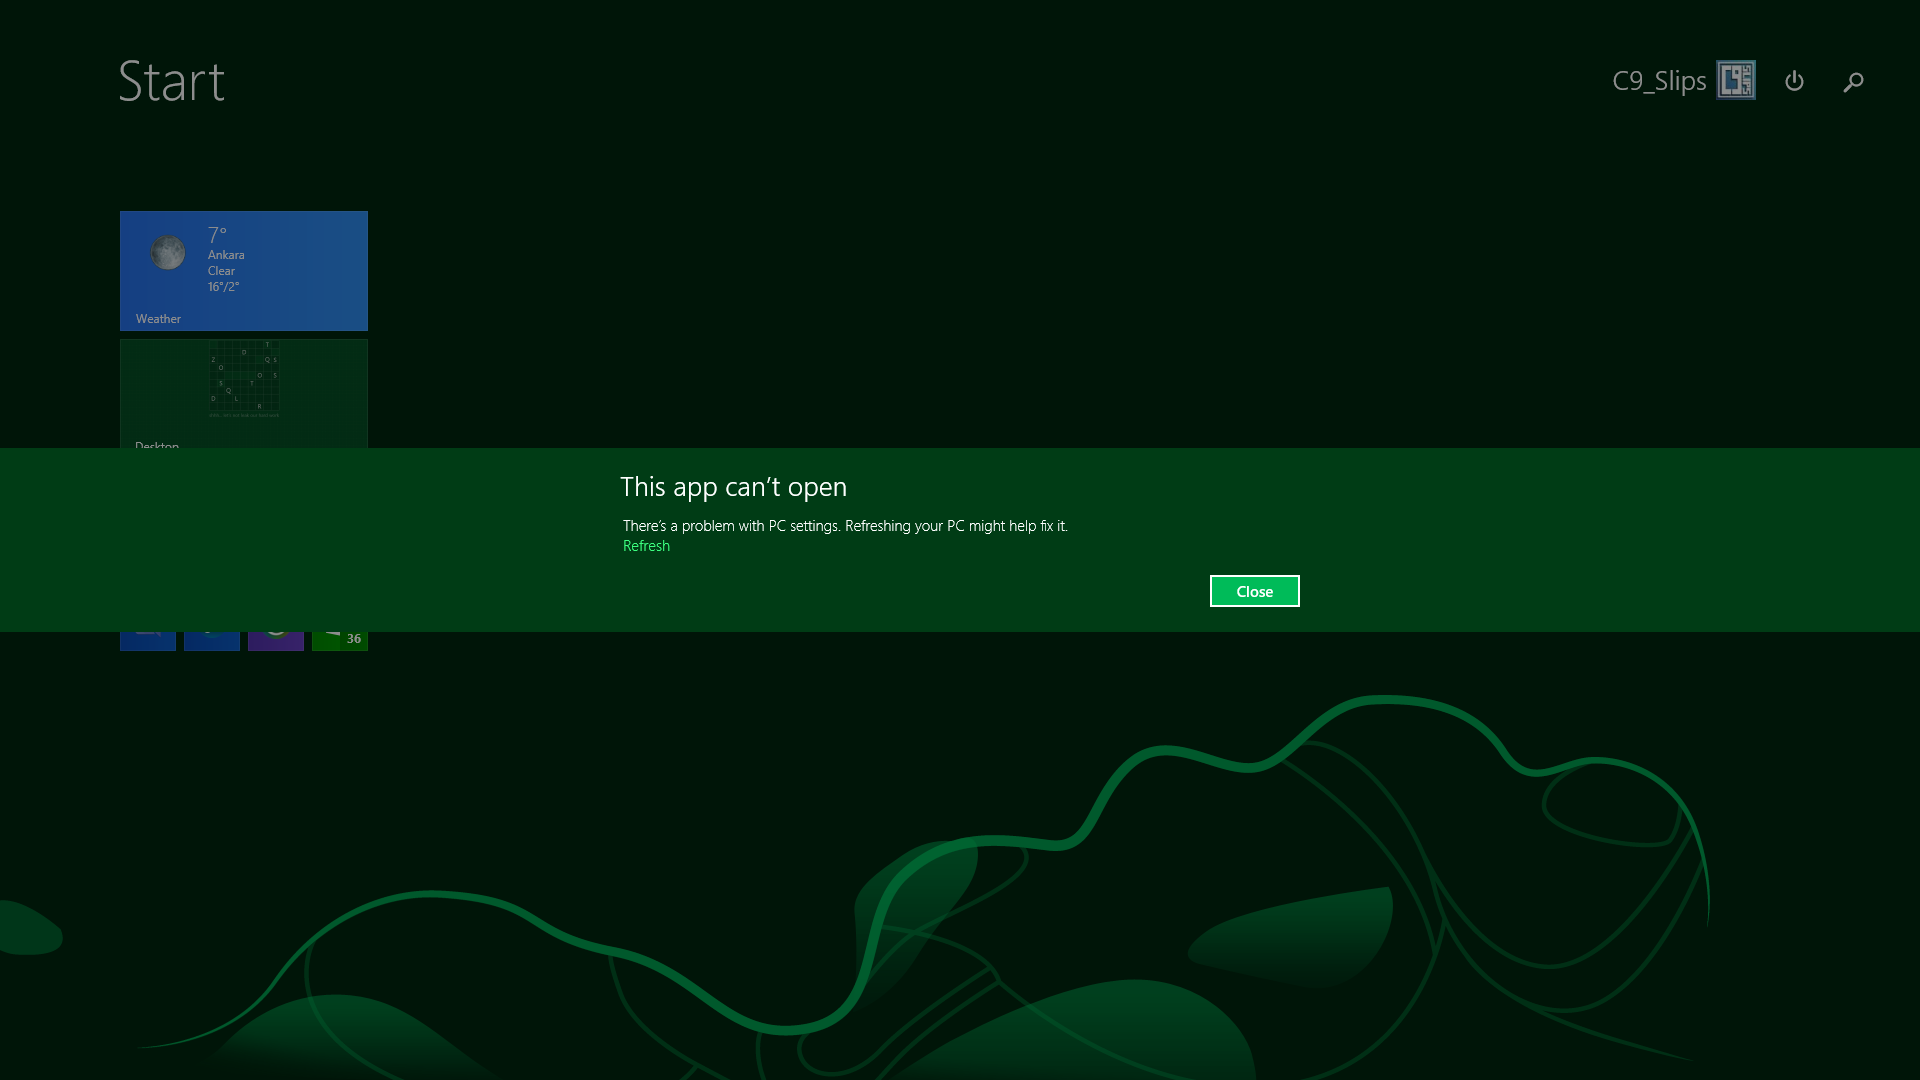 Start
C9_Slips
7°
Ankara
Clear
16°/2°
Weather
Desktop
This app can’t open
There’s a problem with PC settings. Refreshing your PC might help fix it.
Refresh
Close
36